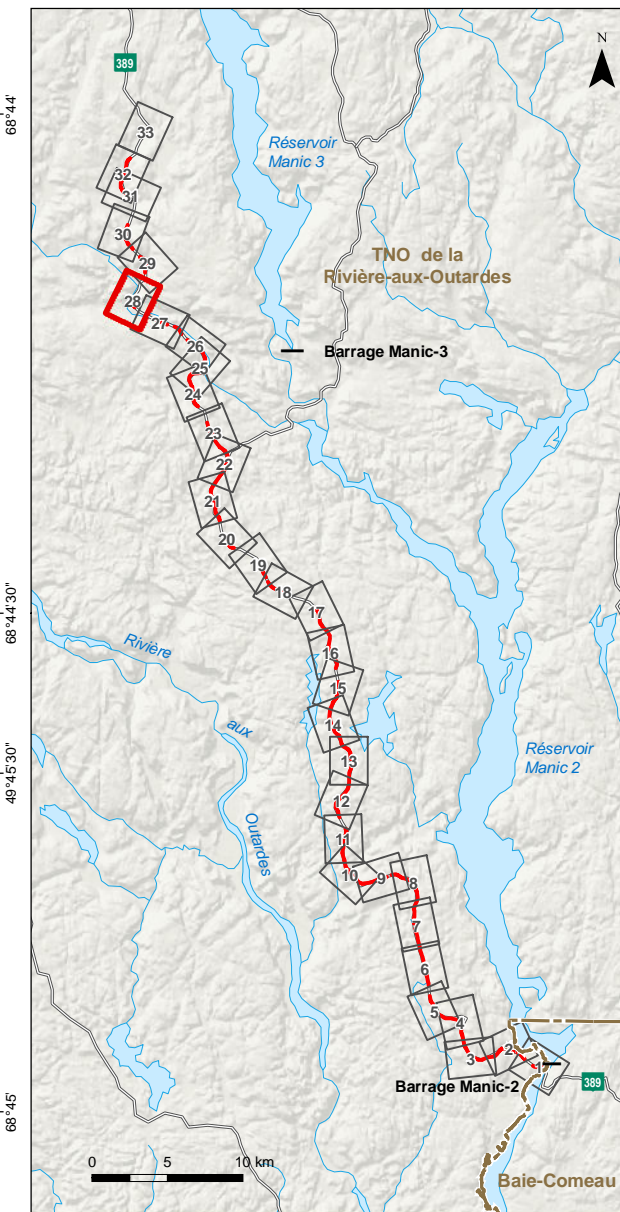 389
N
68°44'
Réservoir
Manic 3
33
32
31
TNO de la
Rivière-aux-Outardes
30
29
28
27
26
Barrage Manic-3
25
24
23
22
21
20
19
18
68°44'30"
17
Rivière
16
15
aux
14
Réservoir
Manic 2
13
49°45'30"
12
Outardes
11
10
9
8
7
6
5
4
3
2
1
Barrage Manic-2
389
68°45'
0 5 10 km
Baie-Comeau